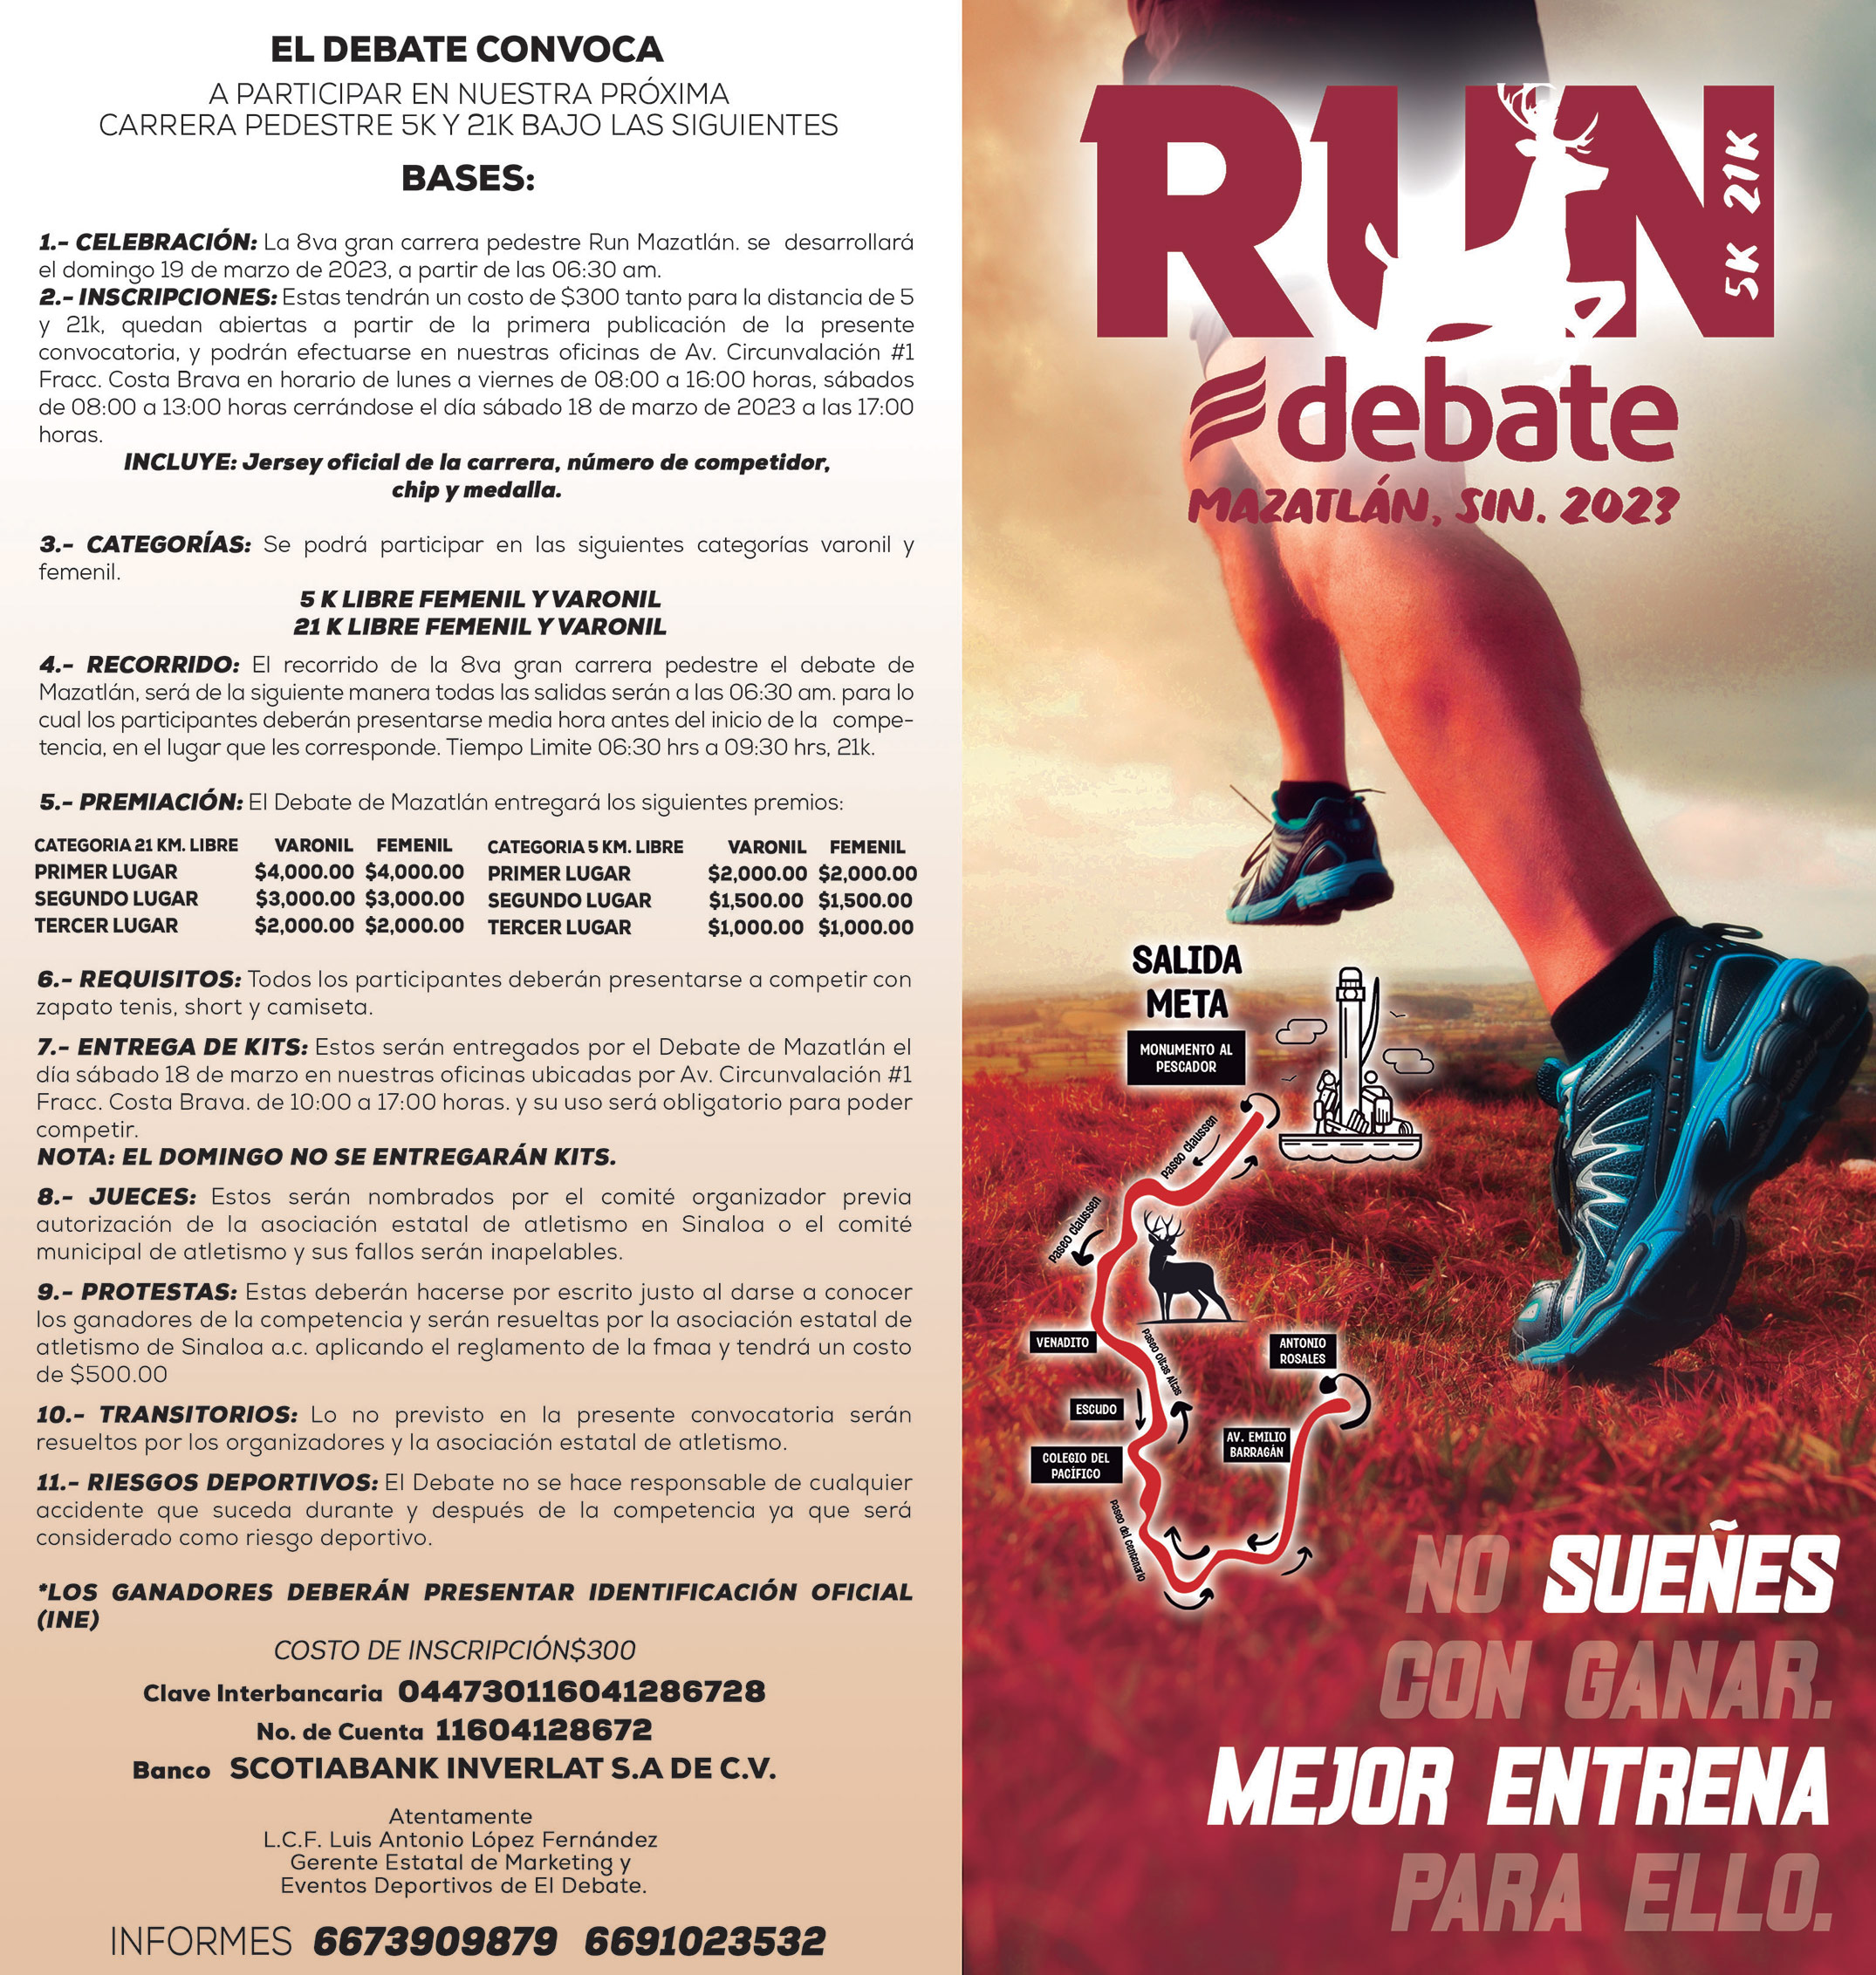 EL DEBATE CONVOCA
A PARTICIPAR EN NUESTRA PRÓXIMA
CARRERA PEDESTRE 5K Y 21K BAJO LAS SIGUIENTES
BASES:
1.- CELEBRACIÓN: La 8va gran carrera pedestre Run Mazatlán. se desarrollará
el domingo 19 de marzo de 2023, a partir de las 06:30 am.
2.- INSCRIPCIONES: Estas tendrán un costo de $300 tanto para la distancia de 5
y 21k, quedan abiertas a partir de la primera publicación de la presente
convocatoria, y podrán efectuarse en nuestras oficinas de Av. Circunvalación #1
Fracc. Costa Brava en horario de lunes a viernes de 08:00 a 16:00 horas, sábados
de 08:00 a 13:00 horas cerrándose el día sábado 18 de marzo de 2023 a las 17:00
horas.
INCLUYE: Jersey oficial de la carrera, número de competidor,
chip y medalla.
3.- CATEGORÍAS: Se podrá participar en las siguientes categorías varonil y
femenil.
5 K LIBRE FEMENIL Y VARONIL
21 K LIBRE FEMENIL Y VARONIL
4.- RECORRIDO: El recorrido de la 8va gran carrera pedestre el debate de
Mazatlán, será de la siguiente manera todas las salidas serán a las 06:30 am. para lo
cual los participantes deberán presentarse media hora antes del inicio de la compe-
tencia, en el lugar que les corresponde. Tiempo Limite 06:30 hrs a 09:30 hrs, 21k.
5.- PREMIACIÓN: El Debate de Mazatlán entregará los siguientes premios:
CATEGORIA 21 KM. LIBRE VARONIL FEMENIL
PRIMER LUGAR $4,000.00 $4,000.00
SEGUNDO LUGAR $3,000.00 $3,000.00
TERCER LUGAR $2,000.00 $2,000.00
CATEGORIA 5 KM. LIBRE VARONIL FEMENIL
PRIMER LUGAR $2,000.00 $2,000.00
SEGUNDO LUGAR $1,500.00 $1,500.00
TERCER LUGAR $1,000.00 $1,000.00
6.- REQUISITOS: Todos los participantes deberán presentarse a competir con
zapato tenis, short y camiseta.
7.- ENTREGA DE KITS: Estos serán entregados por el Debate de Mazatlán el
día sábado 18 de marzo en nuestras oficinas ubicadas por Av. Circunvalación #1
Fracc. Costa Brava. de 10:00 a 17:00 horas. y su uso será obligatorio para poder
competir.
NOTA: EL DOMINGO NO SE ENTREGARÁN KITS.
8.- JUECES: Estos serán nombrados por el comité organizador previa
autorización de la asociación estatal de atletismo en Sinaloa o el comité
municipal de atletismo y sus fallos serán inapelables.
9.- PROTESTAS: Estas deberán hacerse por escrito justo al darse a conocer
los ganadores de la competencia y serán resueltas por la asociación estatal de
atletismo de Sinaloa a.c. aplicando el reglamento de la fmaa y tendrá un costo
de $500.00
10.- TRANSITORIOS: Lo no previsto en la presente convocatoria serán
resueltos por los organizadores y la asociación estatal de atletismo.
11.- RIESGOS DEPORTIVOS: El Debate no se hace responsable de cualquier
accidente que suceda durante y después de la competencia ya que será
considerado como riesgo deportivo.
*LOS GANADORES DEBERÁN PRESENTAR IDENTIFICACIÓN OFICIAL
(INE)
COSTO DE INSCRIPCIÓN$300
Clave Interbancaria 044730116041286728
No. de Cuenta 11604128672
Banco SCOTIABANK INVERLAT S.A DE C.V.
Atentamente
L.C.F. Luis Antonio López Fernández
Gerente Estatal de Marketing y
Eventos Deportivos de El Debate.
INFORMES 6673909879 6691023532
RUN
5K 21K
debate
MAZATLÁN, SIN. 2023
SALIDA
META
MONUMENTO AL
PESCADOR
paseo claussen
paseo claussen
VENADITO
paseo oltas altas
ANTONIO
ROSALES
ESCUDO
AV. EMILIO
BARRAGÁN
COLEGIO DEL
PACÍFICO
paseo del centenario
NO SUEÑES
CON GANAR.
MEJOR ENTRENA
PARA ELLO.